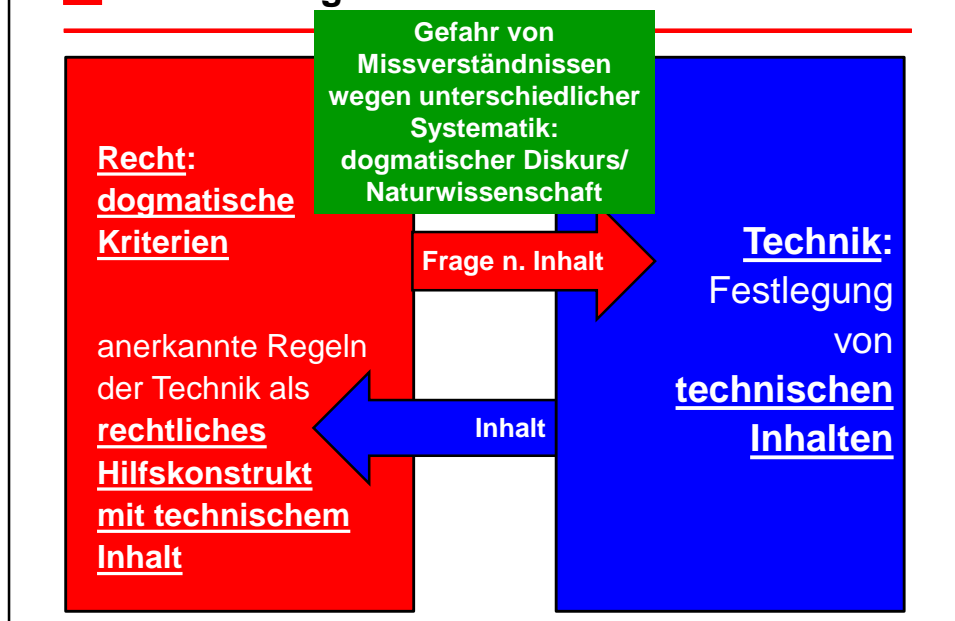 Gefahr von
Missverständnissen
wegen unterschiedlicher
Systematik:
dogmatischer Diskurs/
Naturwissenschaft
Recht:
dogmatische
Kriterien
anerkannte Regeln
der Technik als
rechtliches
Hilfskonstrukt
mit technischem
Inhalt
Frage n. Inhalt
Inhalt
Technik:
Festlegung
von
technischen
Inhalten